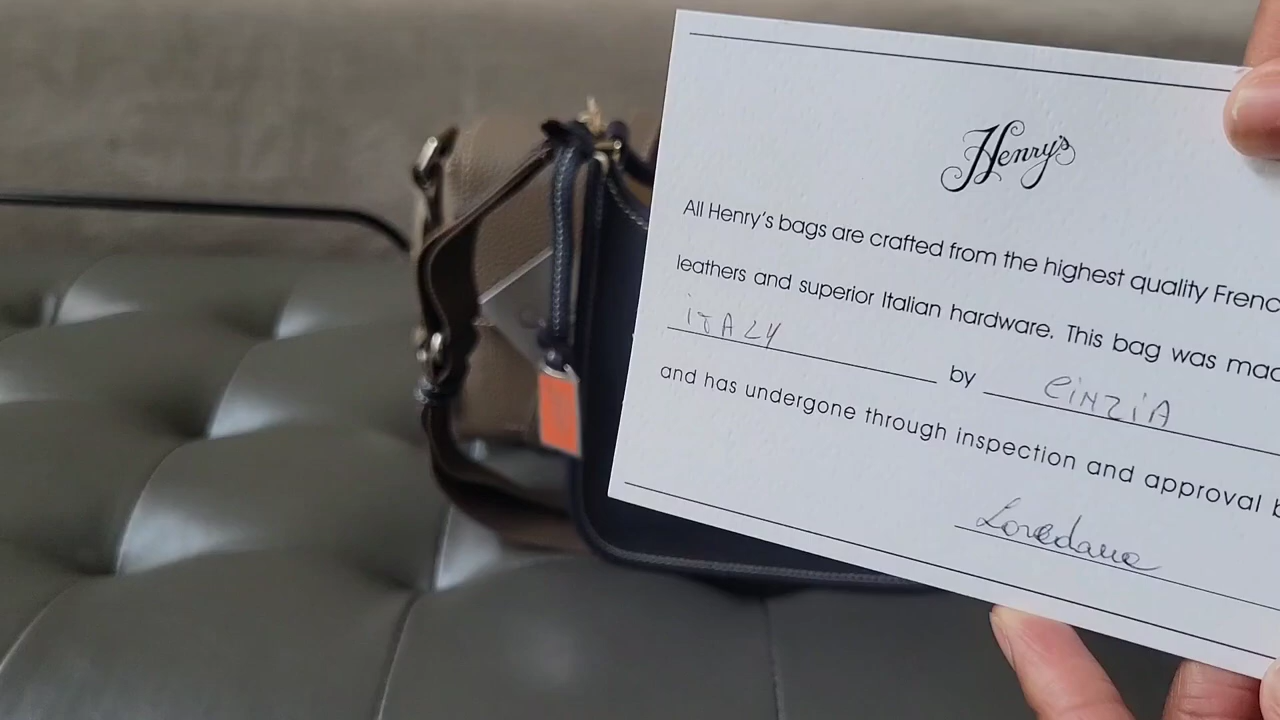 Henry's
All Henry's bags are crafted from the highest quality Frenc
leathers and superior Italian hardware. This bag was mad
iTALY by CiNZiA
and has undergone through inspection and approval b
Loredana